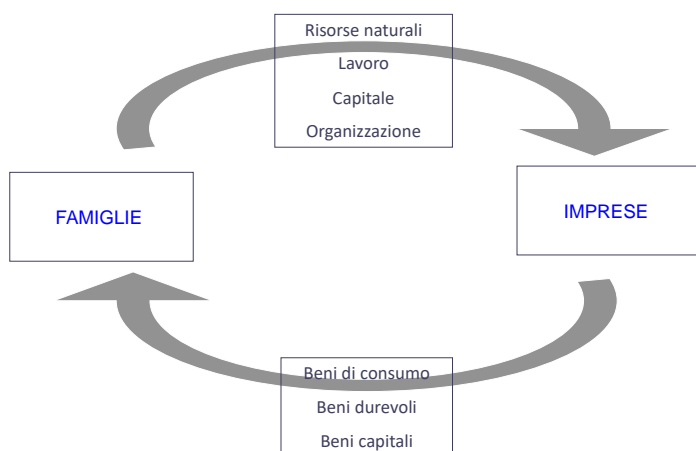 Risorse naturali
Lavoro
Capitale
Organizzazione
FAMIGLIE
IMPRESE
Beni di consumo
Beni durevoli
Beni capitali